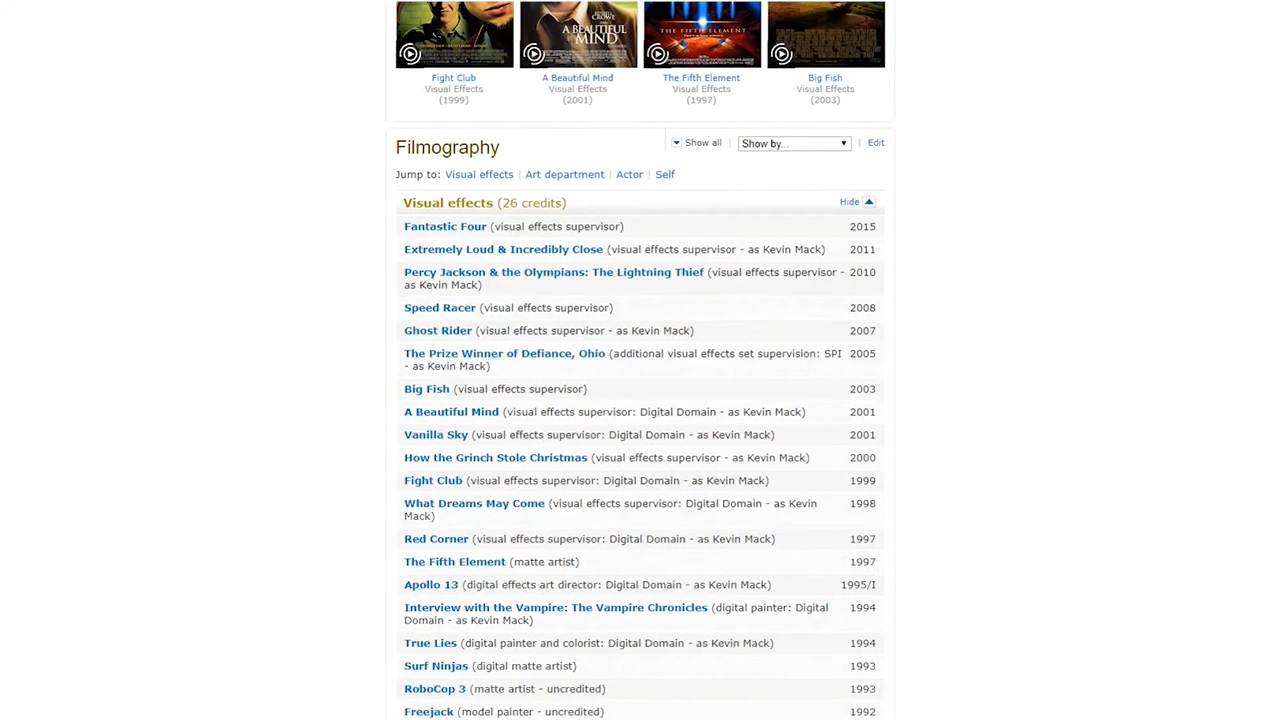 RUSSELL
CROWE
A BEAUTIFUL
MIND
THE FIFTH ELEMENT
Fight Club
Visual Effects
(1999)
A Beautiful Mind
Visual Effects
(2001)
The Fifth Element
Visual Effects
(1997)
Big Fish
Visual Effects
(2003)
Filmography
Show all | Show by... | Edit
Jump to: Visual effects | Art department | Actor | Self
Visual effects (26 credits) Hide
Fantastic Four (visual effects supervisor) 2015
Extremely Loud & Incredibly Close (visual effects supervisor - as Kevin Mack) 2011
Percy Jackson & the Olympians: The Lightning Thief (visual effects supervisor - 2010
as Kevin Mack)
Speed Racer (visual effects supervisor) 2008
Ghost Rider (visual effects supervisor - as Kevin Mack) 2007
The Prize Winner of Defiance, Ohio (additional visual effects set supervision: SPI 2005
- as Kevin Mack)
Big Fish (visual effects supervisor) 2003
A Beautiful Mind (visual effects supervisor: Digital Domain - as Kevin Mack) 2001
Vanilla Sky (visual effects supervisor: Digital Domain - as Kevin Mack) 2001
How the Grinch Stole Christmas (visual effects supervisor - as Kevin Mack) 2000
Fight Club (visual effects supervisor: Digital Domain - as Kevin Mack) 1999
What Dreams May Come (visual effects supervisor: Digital Domain - as Kevin 1998
Mack)
Red Corner (visual effects supervisor: Digital Domain - as Kevin Mack) 1997
The Fifth Element (matte artist) 1997
Apollo 13 (digital effects art director: Digital Domain - as Kevin Mack) 1995/I
Interview with the Vampire: The Vampire Chronicles (digital painter: Digital 1994
Domain - as Kevin Mack)
True Lies (digital painter and colorist: Digital Domain - as Kevin Mack) 1994
Surf Ninjas (digital matte artist) 1993
RoboCop 3 (matte artist - uncredited) 1993
Freejack (model painter - uncredited) 1992